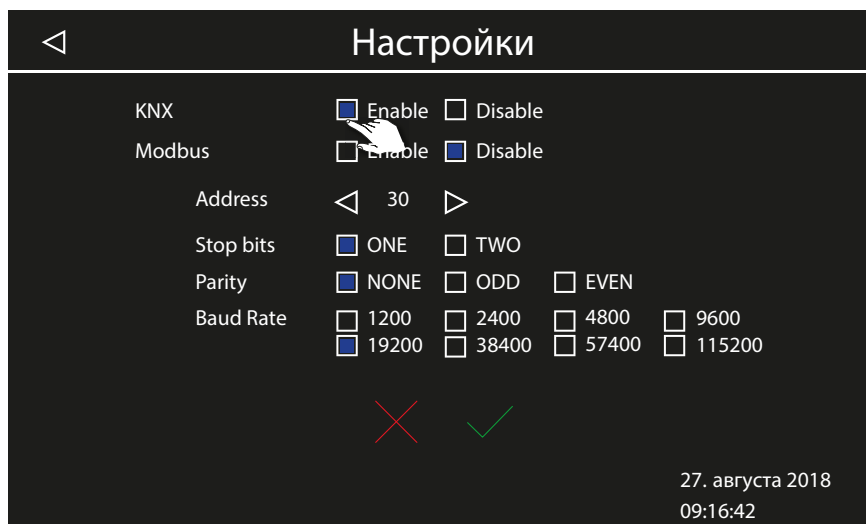 Настройки
KNX Enable Disable
Modbus Enable Disable
Address 30
Stop bits ONE TWO
Parity NONE ODD EVEN
Baud Rate 1200 2400 4800 9600
19200 38400 57400 115200
27. августа 2018
09:16:42